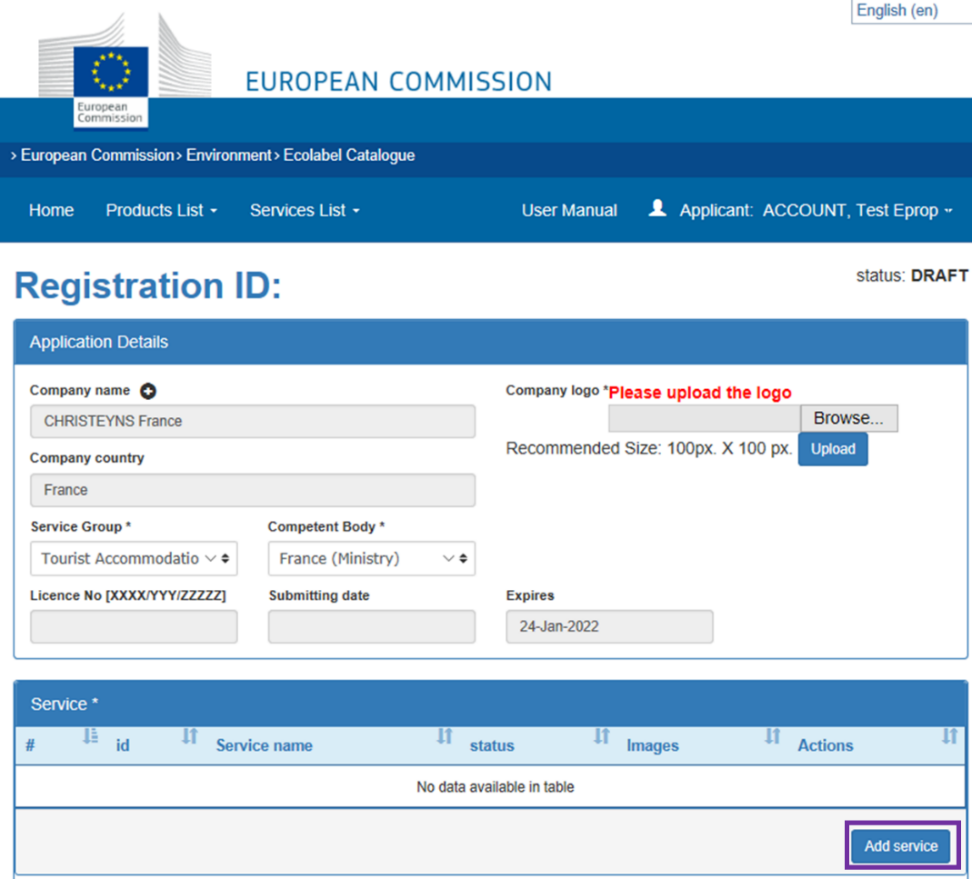 English (en)
European
Commission
EUROPEAN COMMISSION
› European Commission› Environment› Ecolabel Catalogue
Home Products List Services List User Manual Applicant: ACCOUNT, Test Eprop
Registration ID:
status: DRAFT
Application Details
Company name
CHRISTEYNS France
Company logo *Please upload the logo
Browse...
Recommended Size: 100px. X 100 px. Upload
Company country
France
Service Group * Competent Body *
Tourist Accommodatio France (Ministry)
Licence No [XXXX/YYY/ZZZZZ] Submitting date Expires
24-Jan-2022
Service *
# id Service name status Images Actions
No data available in table
Add service